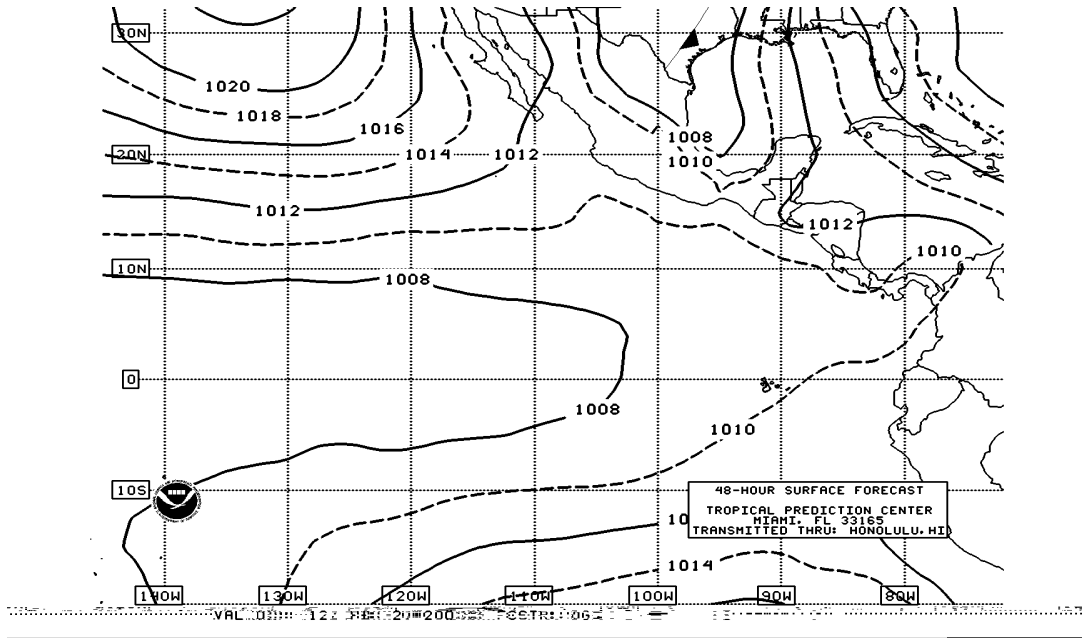 30N
1020
1018
1016
1008
20N
1014
1012
1010
1012
1012
1010
10N
1008
0
1008
1010
10S
48-HOUR SURFACE FORECAST
TROPICAL PREDICTION CENTER
MIAMI, FL 33165
TRANSMITTED THRU: HONOLULU,HI
10
1014
140W 130W 120W 110W 100W 90W 80W